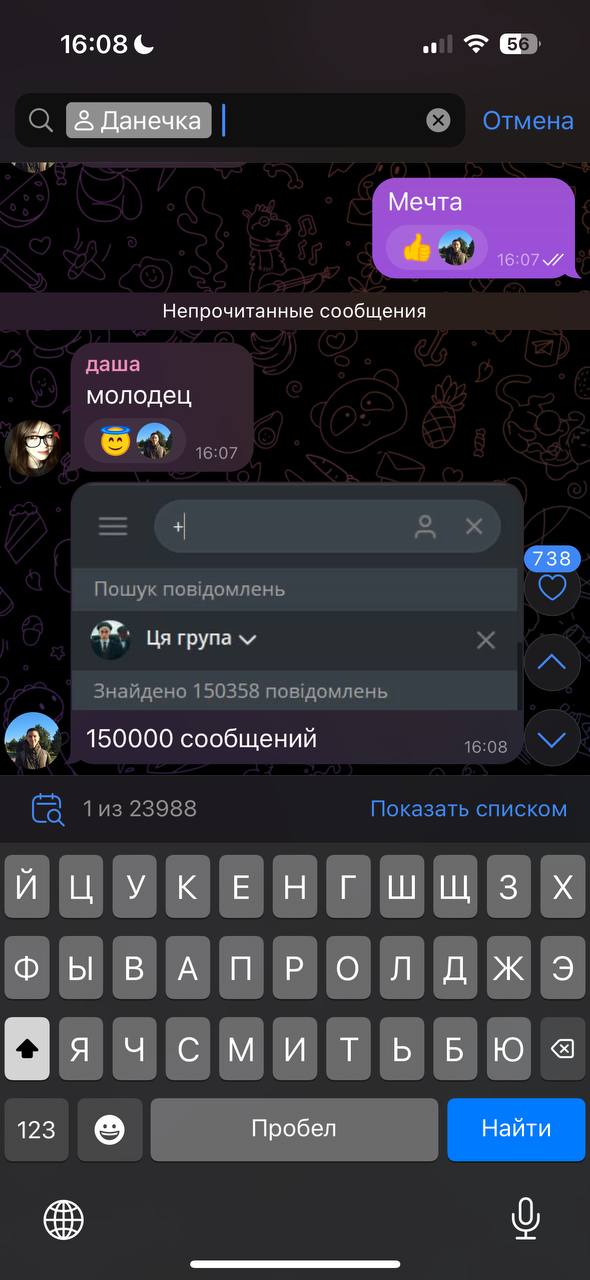 16:08
56
Данечка
Отмена
Мечта
16:07
Непрочитанные сообщения
даша
молодец
16:07
+
738
Пошук повідомлень
Ця група
Знайдено 150358 повідомлень
150000 сообщений
16:08
1 из 23988
Показать списком
Й Ц У К Е Н Г Ш Щ З Х
Ф Ы В А П Р О Л Д Ж Э
Я Ч С М И Т Ь Б Ю
123
Пробел
Найти